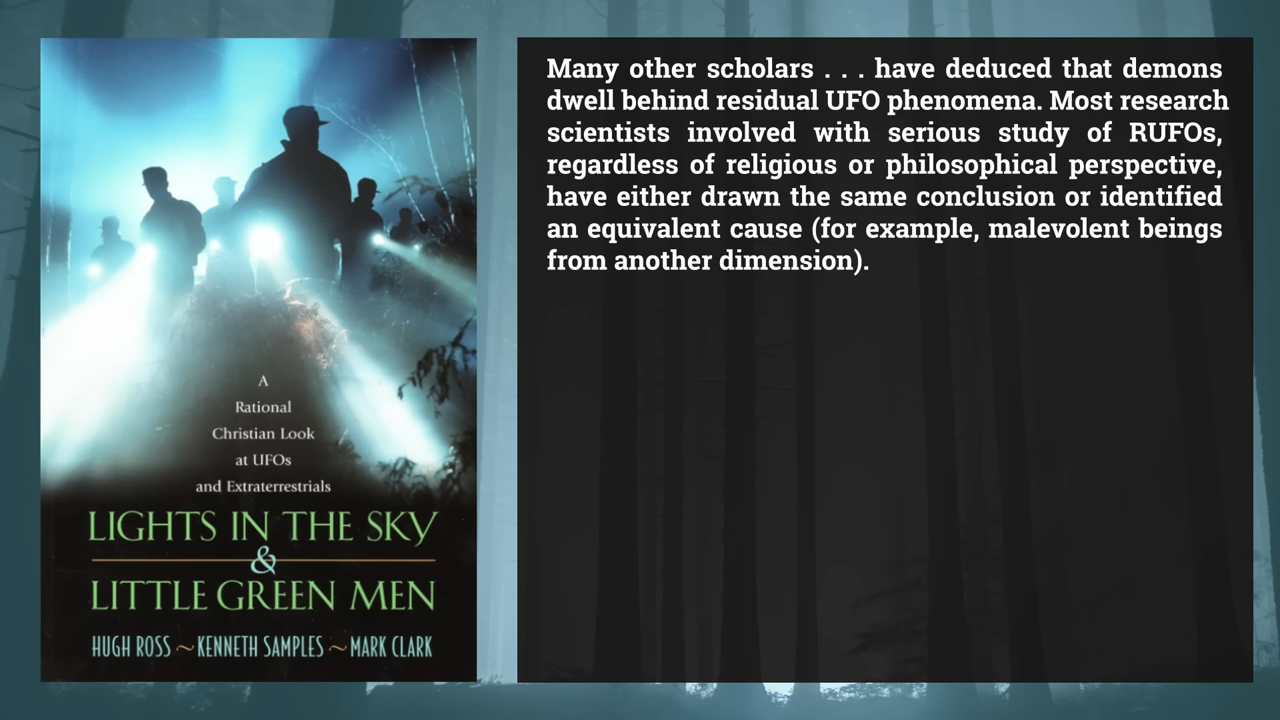 A
Rational
Christian Look
at UFOs
and Extraterrestrials
LIGHTS IN THE SKY
&
LITTLE GREEN MEN
HUGH ROSS ~ KENNETH SAMPLES ~ MARK CLARK
Many other scholars . . . have deduced that demons
dwell behind residual UFO phenomena. Most research
scientists involved with serious study of RUFOs,
regardless of religious or philosophical perspective,
have either drawn the same conclusion or identified
an equivalent cause (for example, malevolent beings
from another dimension).